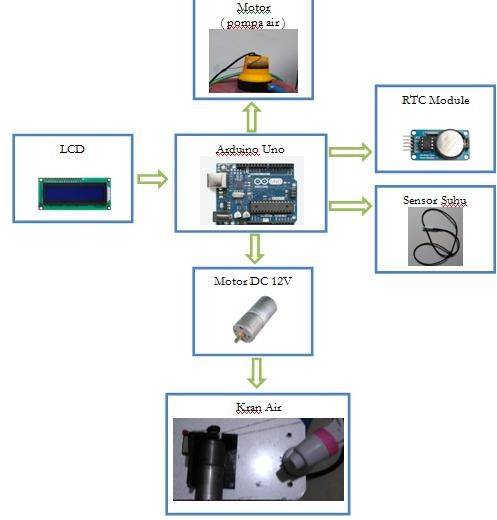 Motor
( pompa air )
RTC Module
LCD
Arduino Uno
Sensor Suhu
Motor DC 12V
Kran Air